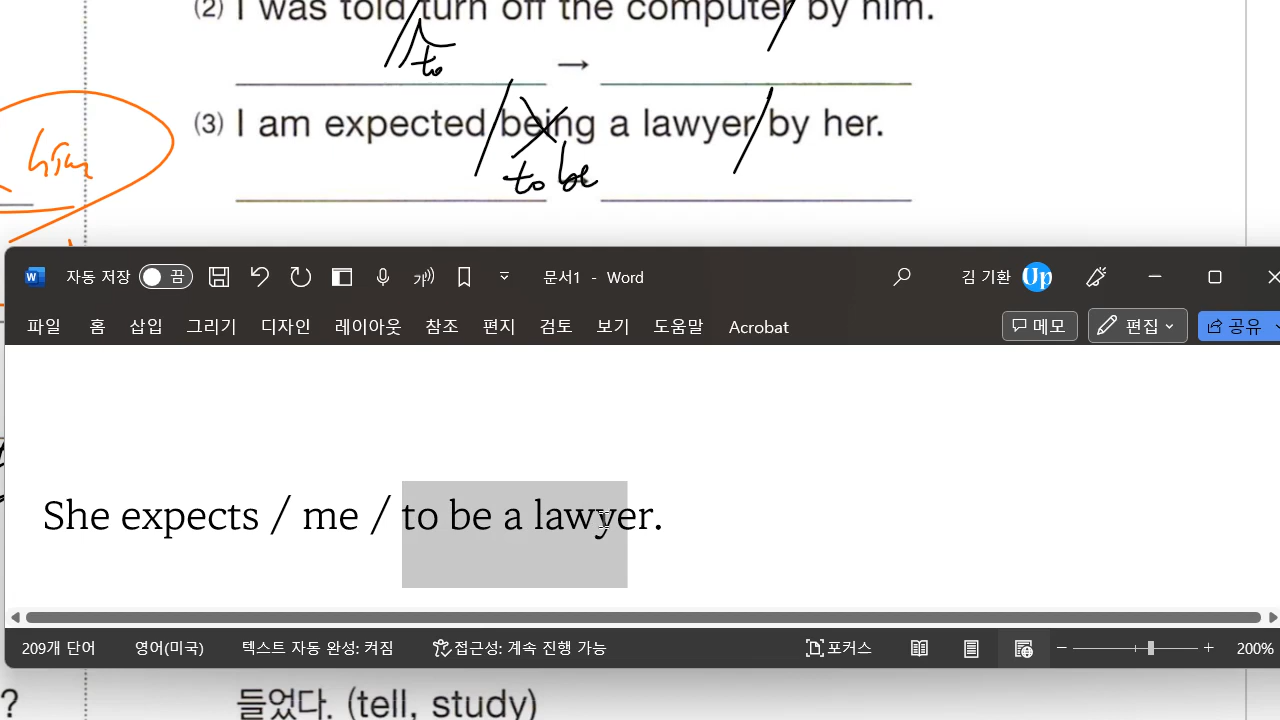 (2) I was told turn off the computer by him.
to
→
(3) I am expected being a lawyer by her.
to be
him
자동 저장 끔 가 문서1 - Word 김 기환 Up
파일 홈 삽입 그리기 디자인 레이아웃 참조 편지 검토 보기 도움말 Acrobat 메모 편집 공유
She expects / me / to be a lawyer.
209개 단어 영어(미국) 텍스트 자동 완성: 켜짐 접근성: 계속 진행 가능 포커스 200%
? 들었다. (tell, study)